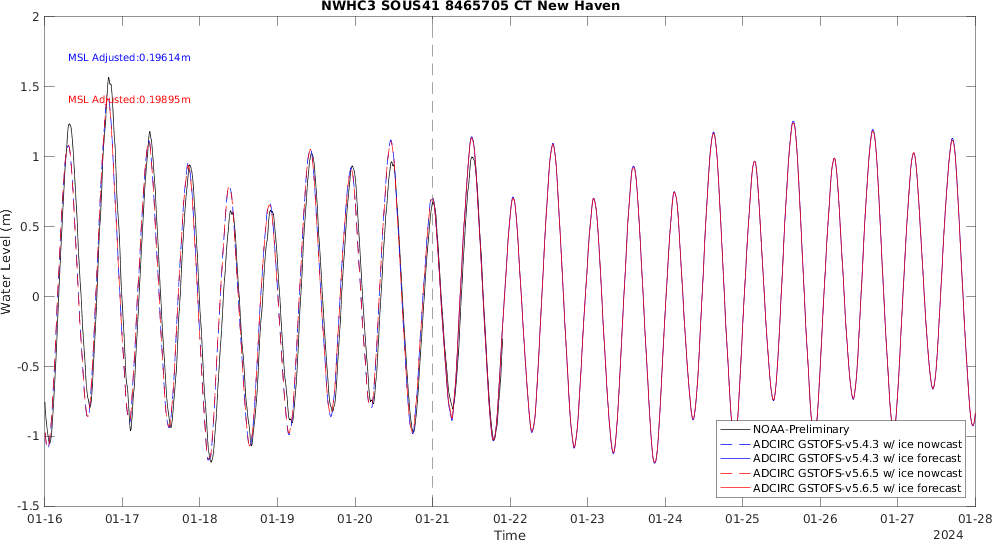 NWHC3 SOUS41 8465705 CT New Haven
2
MSL Adjusted:0.19614m
1.5
MSL Adjusted:0.19895m
1
0.5
Water Level (m)
0
-0.5
-1
NOAA-Preliminary
ADCIRC GSTOFS-v5.4.3 w/ ice nowcast
ADCIRC GSTOFS-v5.4.3 w/ ice forecast
ADCIRC GSTOFS-v5.6.5 w/ ice nowcast
ADCIRC GSTOFS-v5.6.5 w/ ice forecast
-1.5
01-16 01-17 01-18 01-19 01-20 01-21 01-22 01-23 01-24 01-25 01-26 01-27 01-28
Time
2024